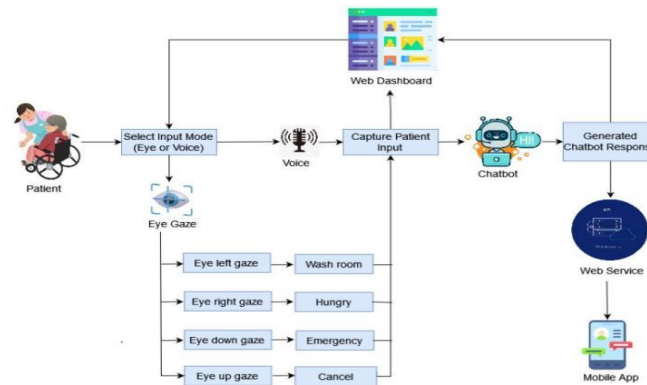 Web Dashboard
Patient
Select Input Mode
(Eye or Voice)
Voice
Capture Patient
Input
HII
Chatbot
Generated
Chatbot Respons
Eye Gaze
API
Web Service
Mobile App
Eye left gaze
Wash room
Eye right gaze
Hungry
Eye down gaze
Emergency
Eye up gaze
Cancel